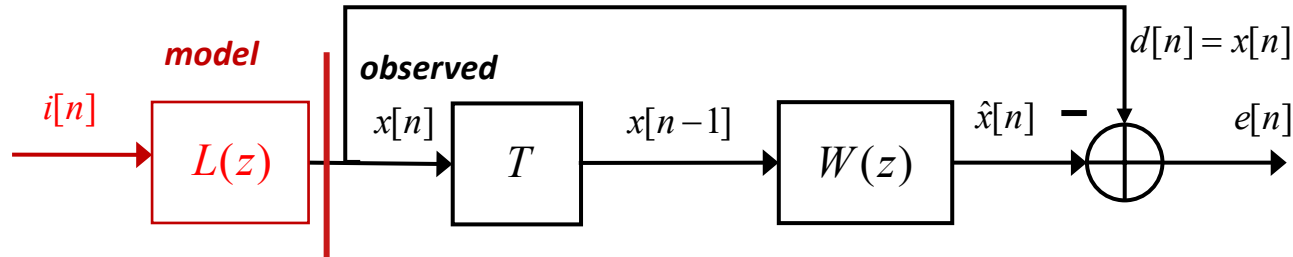 model
observed
d[n] = x[n]
i[n]
L(z)
x[n]
T
x[n−1]
W(z)
x̂[n]
−
e[n]